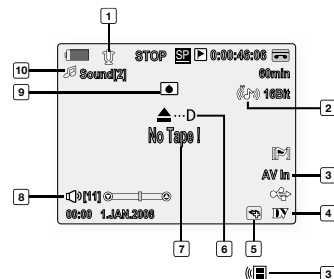 1
STOP SP 0:00:46:06
10 Sound[2] 60min
9 16Bit 2
...D
No Tape !
AV In 3
8 [11]
00:00 1.JAN.2008 DV 4
7 6 5
3